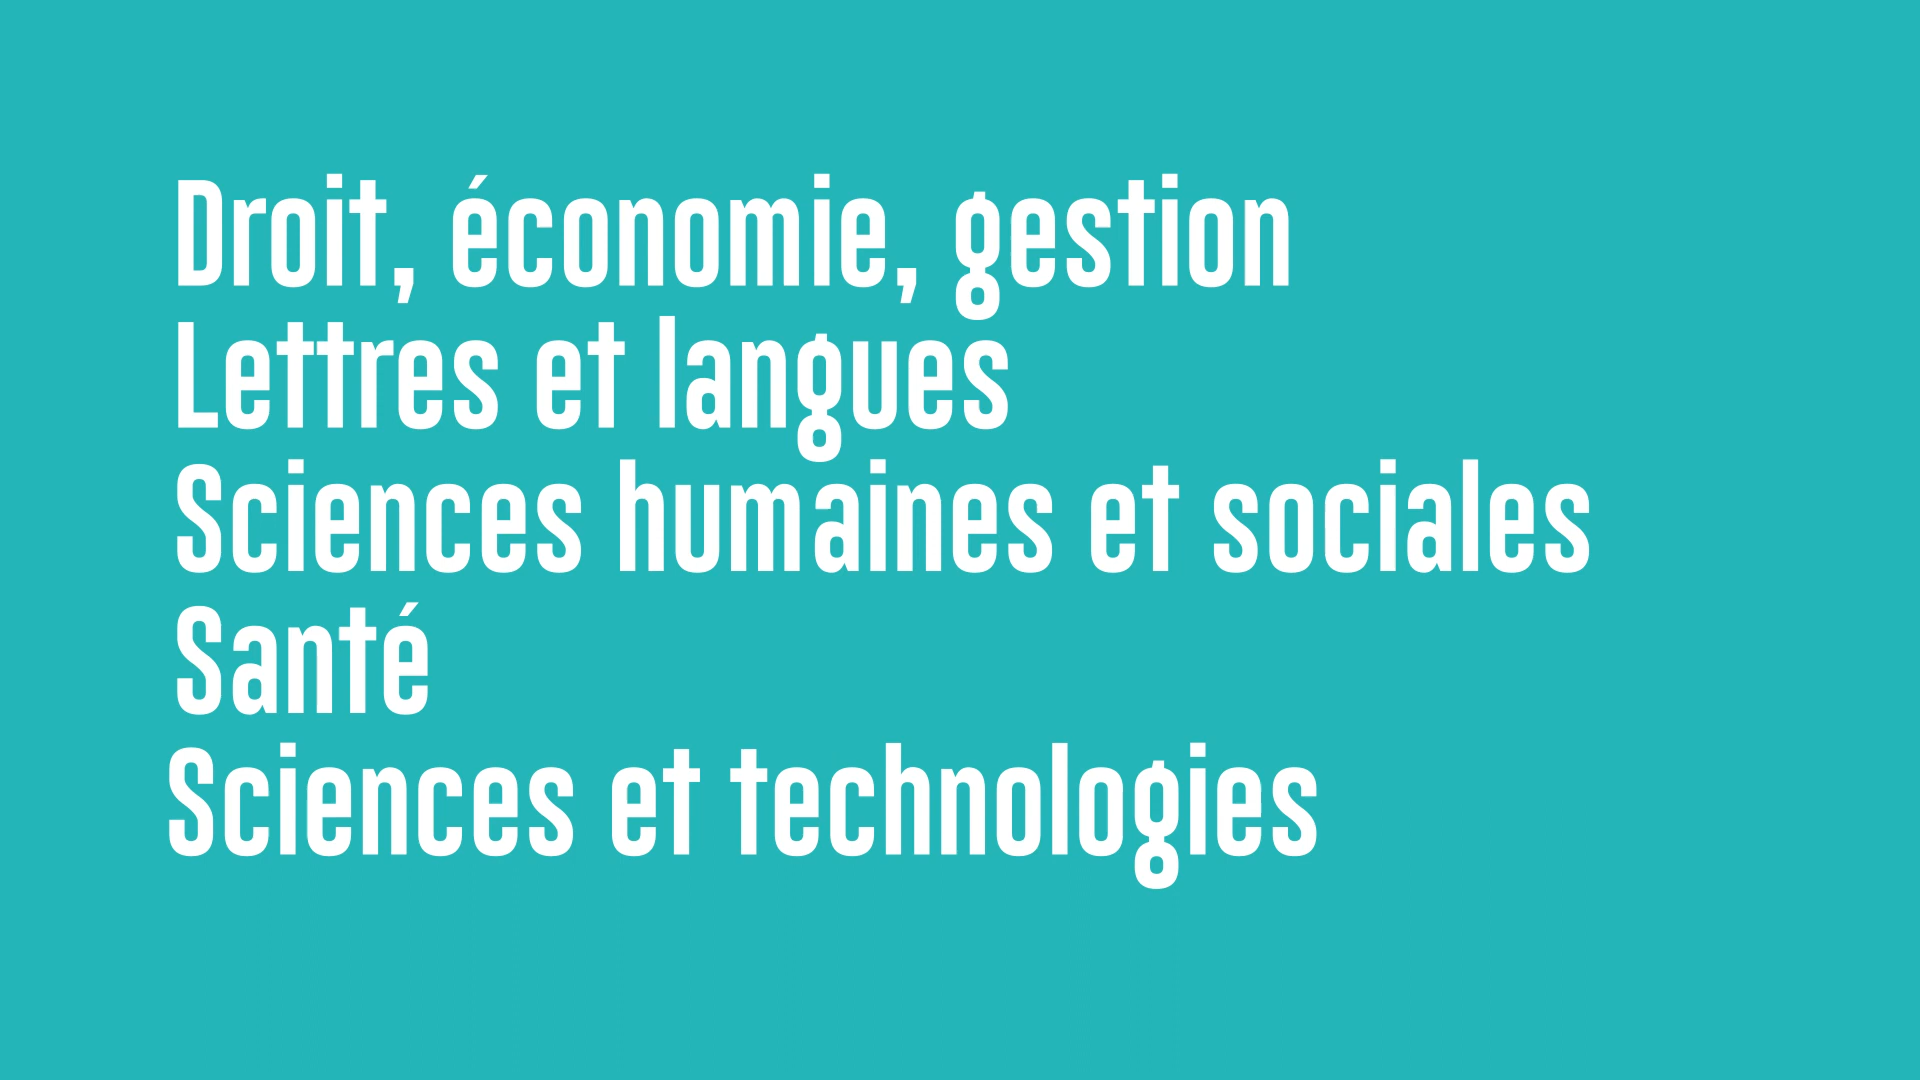 Droit, économie, gestion
Lettres et langues
Sciences humaines et sociales
Santé
Sciences et technologies